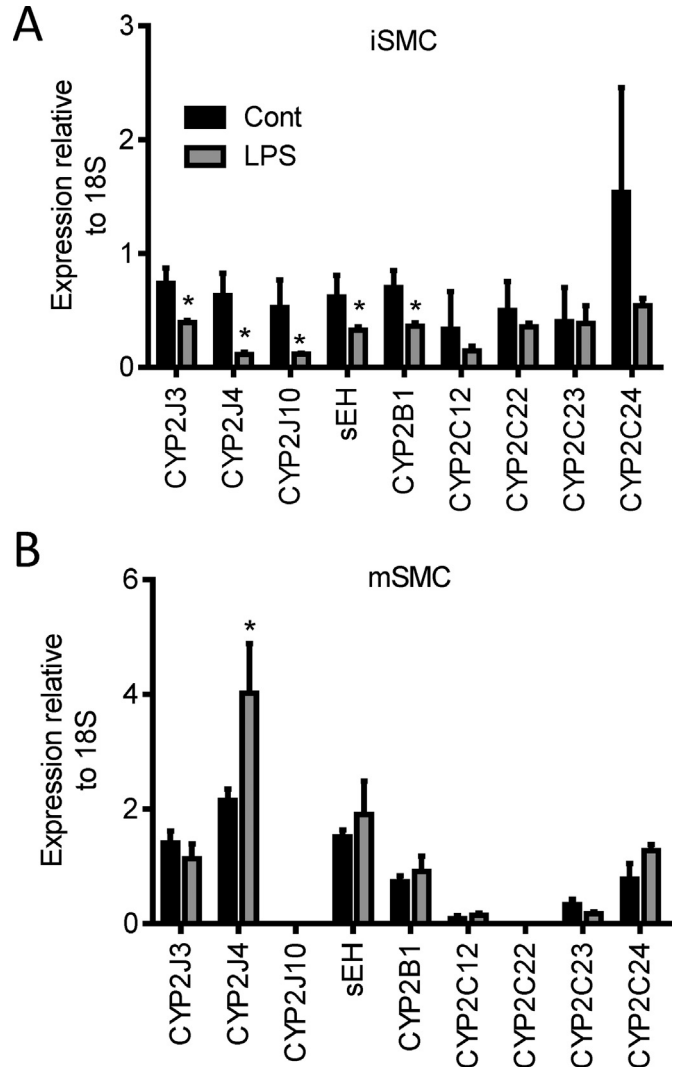 A
iSMC
Expression relative
to 18S
3
2
1
0
Cont
LPS
*
*
*
*
*
CYP2J3
CYP2J4
CYP2J10
sEH
CYP2B1
CYP2C12
CYP2C22
CYP2C23
CYP2C24
B
mSMC
Expression relative
to 18S
6
4
2
0
*
CYP2J3
CYP2J4
CYP2J10
sEH
CYP2B1
CYP2C12
CYP2C22
CYP2C23
CYP2C24